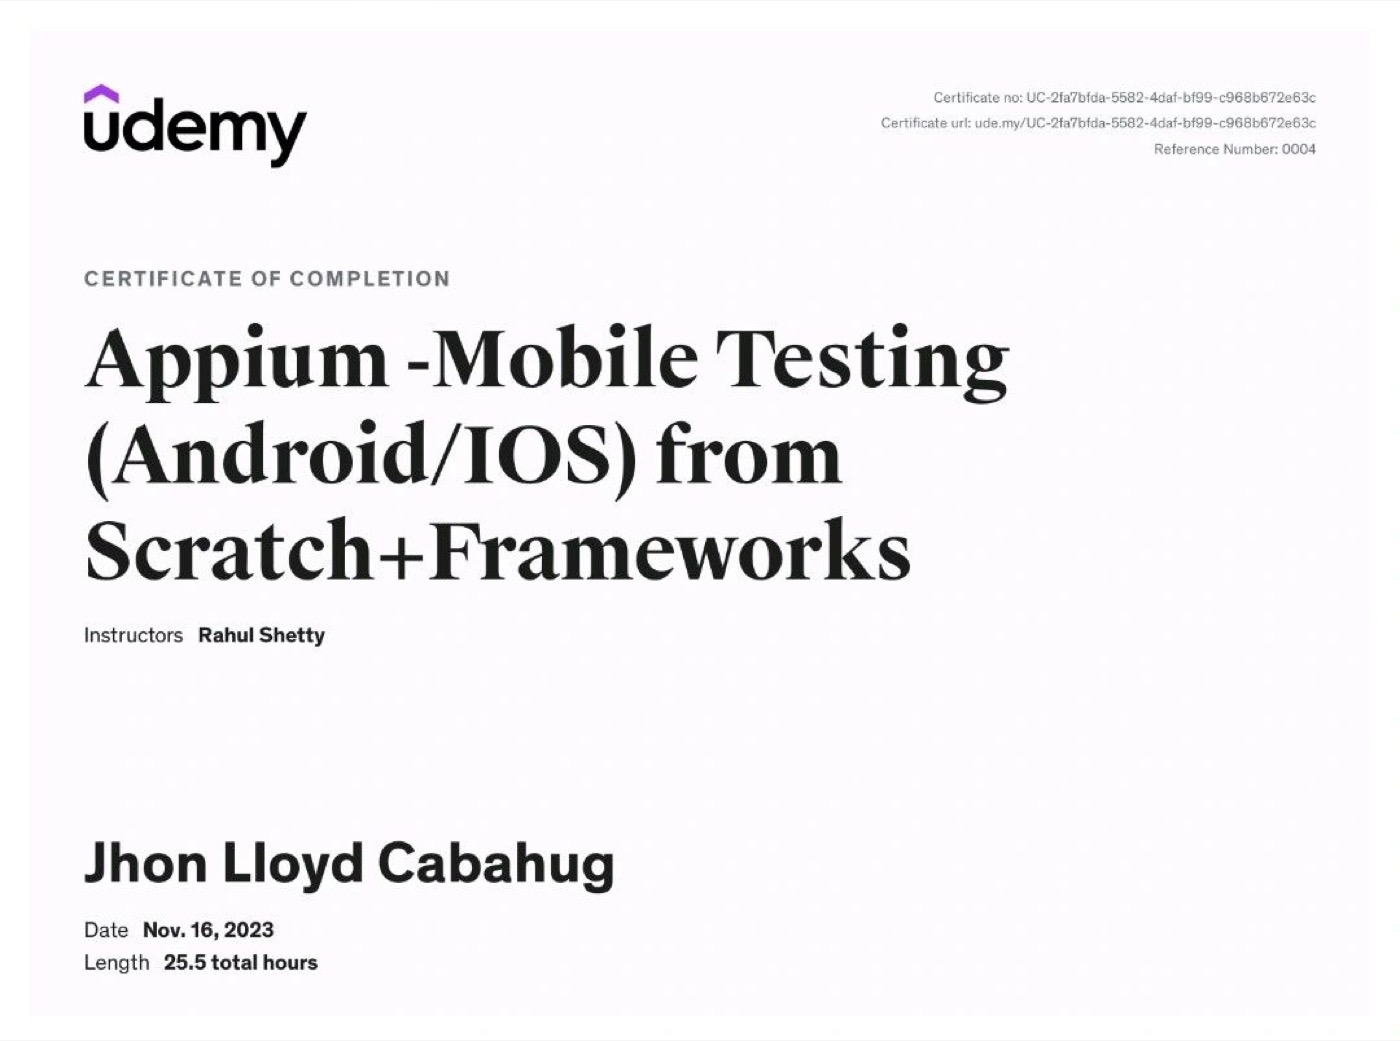 udemy
Certificate no: UC-2fa7bfda-5582-4daf-bf99-c968b672e63c
Certificate url: ude.my/UC-2fa7bfda-5582-4daf-bf99-c968b672e63c
Reference Number: 0004
CERTIFICATE OF COMPLETION
Appium -Mobile Testing
(Android/IOS) from
Scratch+Frameworks
Instructors Rahul Shetty
Jhon Lloyd Cabahug
Date Nov. 16, 2023
Length 25.5 total hours